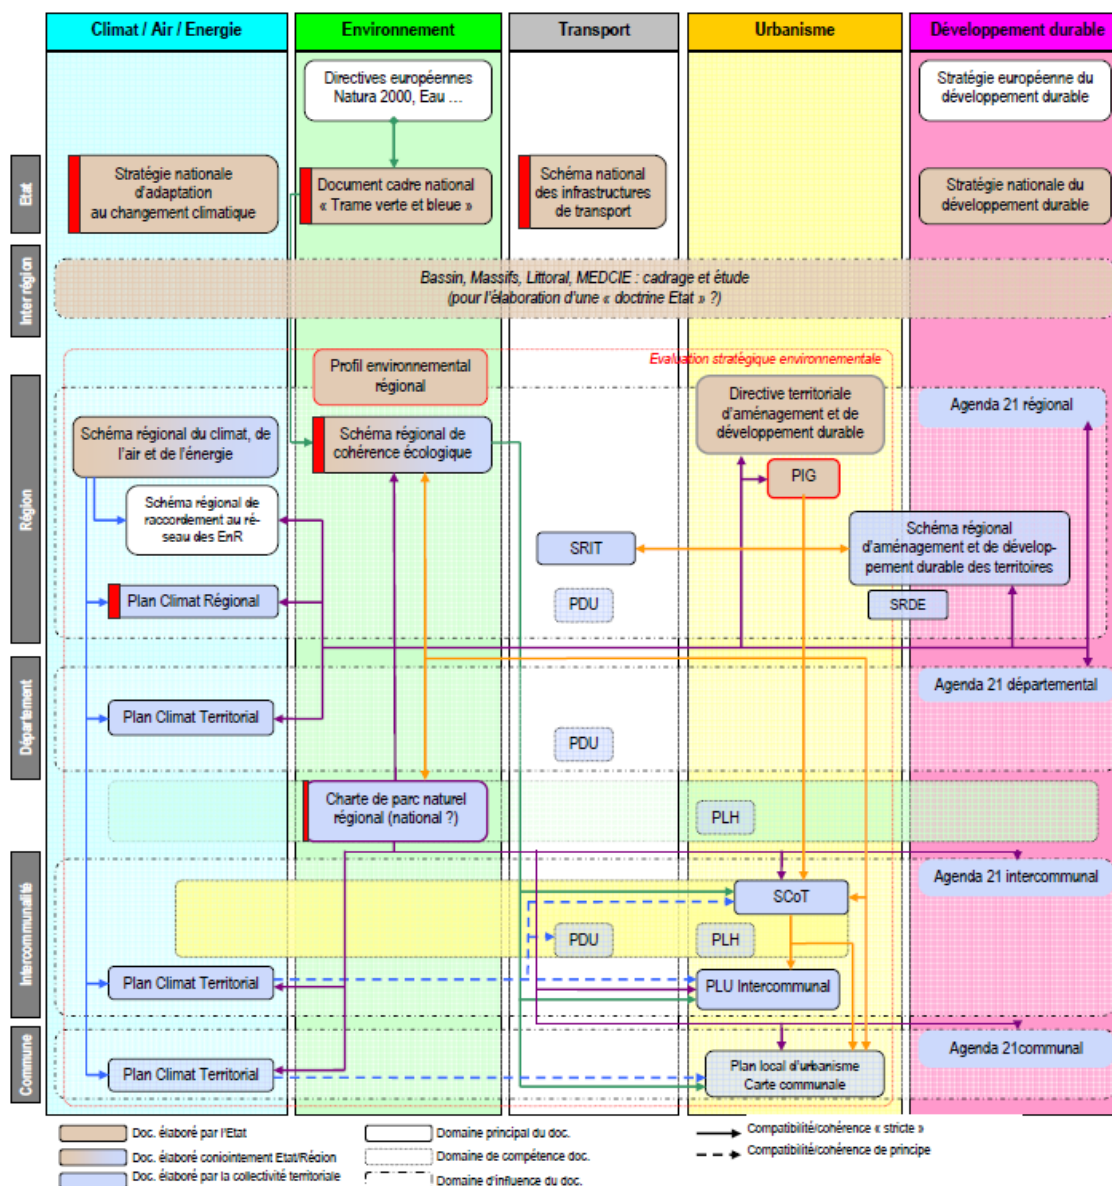 Climat / Air / Energie
Environnement
Transport
Urbanisme
Développement durable
Directives européennes
Natura 2000, Eau ...
Stratégie européenne du
développement durable
Etat
Stratégie nationale
d'adaptation
au changement climatique
Document cadre national
« Trame verte et bleue »
Schéma national
des infrastructures
de transport
Stratégie nationale du
développement durable
Inter région
Bassin, Massifs, Littoral, MEDCIE : cadrage et étude
(pour l'élaboration d'une « doctrine Etat » ?)
Evaluation stratégique environnementale
Région
Profil environnemental
régional
Directive territoriale
d'aménagement et de
développement durable
Agenda 21 régional
Schéma régional du climat, de
l'air et de l'énergie
Schéma régional de
cohérence écologique
PIG
Schéma régional de
raccordement au ré-
seau des EnR
SRIT
Schéma régional
d'aménagement et de dévelop-
pement durable des territoires
Plan Climat Régional
PDU
SRDE
Département
Agenda 21 départemental
Plan Climat Territorial
PDU
Charte de parc naturel
régional (national ?)
PLH
Intercommunalité
Agenda 21 intercommunal
SCoT
PDU
PLH
Plan Climat Territorial
PLU Intercommunal
Commune
Agenda 21communal
Plan Climat Territorial
Plan local d'urbanisme
Carte communale
Doc. élaboré par l'Etat
Doc. élaboré conjointement Etat/Région
Doc. élaboré par la collectivité territoriale
Domaine principal du doc.
Domaine de compétence doc.
Domaine d'influence du doc.
Compatibilité/cohérence « stricte »
Compatibilité/cohérence de principe